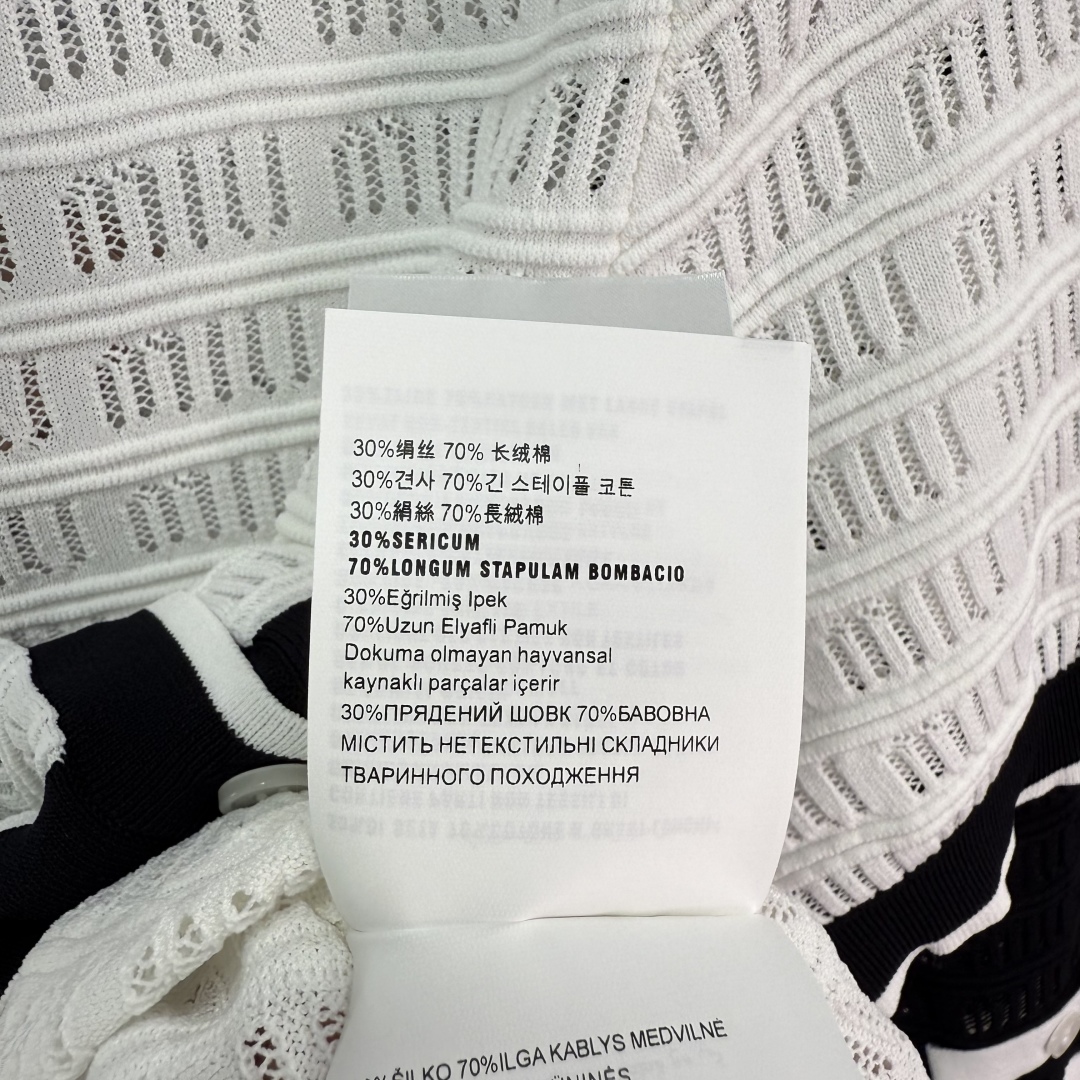 30%绢丝 70% 长绒棉
30%견사 70%긴 스테이플 코튼
30%絹絲 70%長絨棉
30%SERICUM
70%LONGUM STAPULAM BOMBACIO
30%Eğrilmiş Ipek
70%Uzun Elyafli Pamuk
Dokuma olmayan hayvansal
kaynaklı parçalar içerir
30%ПРЯДЕНИЙ ШОВК 70%БАВОВНА
МІСТИТЬ НЕТЕКСТИЛЬНІ СКЛАДНИКИ
ТВАРИННОГО ПОХОДЖЕННЯ
ŠILKO 70%ILGA KABLYS MEDVILNĖ